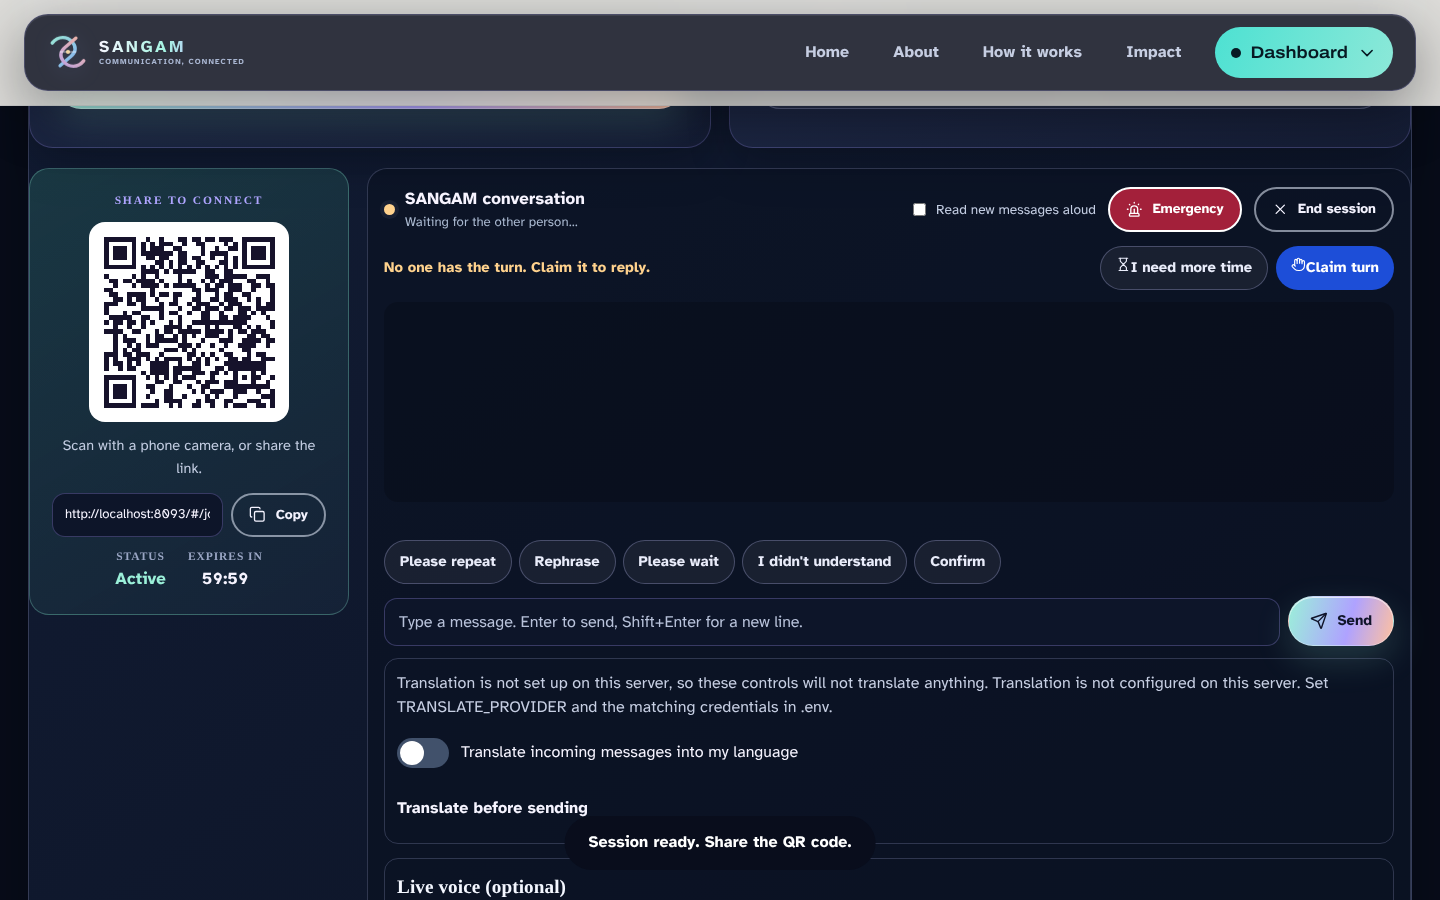 SANGAM
COMMUNICATION, CONNECTED
Home
About
How it works
Impact
Dashboard
SHARE TO CONNECT
Scan with a phone camera, or share the
link.
http://localhost:8093/#/jo
Copy
STATUS
EXPIRES IN
Active
59:59
SANGAM conversation
Waiting for the other person...
Read new messages aloud
Emergency
End session
No one has the turn. Claim it to reply.
I need more time
Claim turn
Please repeat
Rephrase
Please wait
I didn't understand
Confirm
Type a message. Enter to send, Shift+Enter for a new line.
Send
Translation is not set up on this server, so these controls will not translate anything. Translation is not configured on this server. Set
TRANSLATE_PROVIDER and the matching credentials in .env.
Translate incoming messages into my language
Translate before sending
Session ready. Share the QR code.
Live voice (optional)